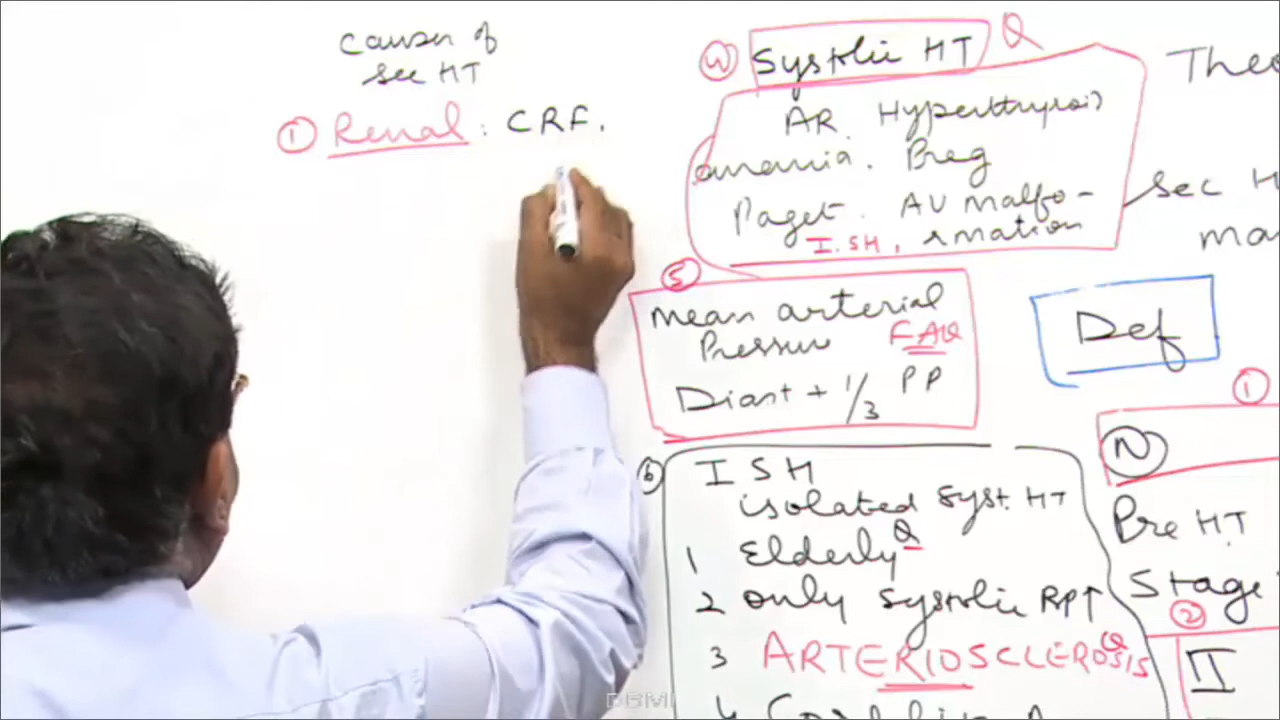 causes of
sec HT
① Renal : CRF.
④ Systolic HT Q
AR. Hyperthyroid
anemia. Preg
Paget. AV malfo-
I.SH, rmation
⑤
Mean arterial
Pressure FAQ
Diast + 1/3 PP
⑥ ISH
isolated Syst. HT
1 Elderly Q
2 only Systolic BP↑
3 ARTERIOSCLEROSIS Q
4
Theo
sec H
Def
①
N
Pre HT
Stage
②
II